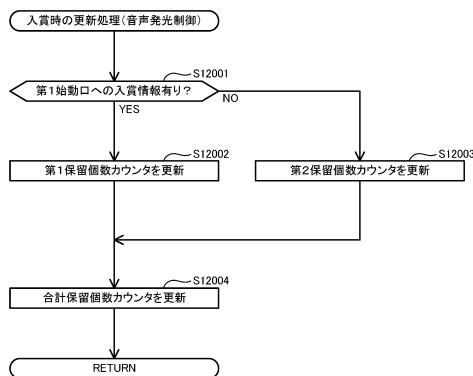 入賞時の更新処理(音声発光制御)
S12001
第1始動口への入賞情報有り?
YES
NO
S12002
第1保留個数カウンタを更新
S12003
第2保留個数カウンタを更新
S12004
合計保留個数カウンタを更新
RETURN